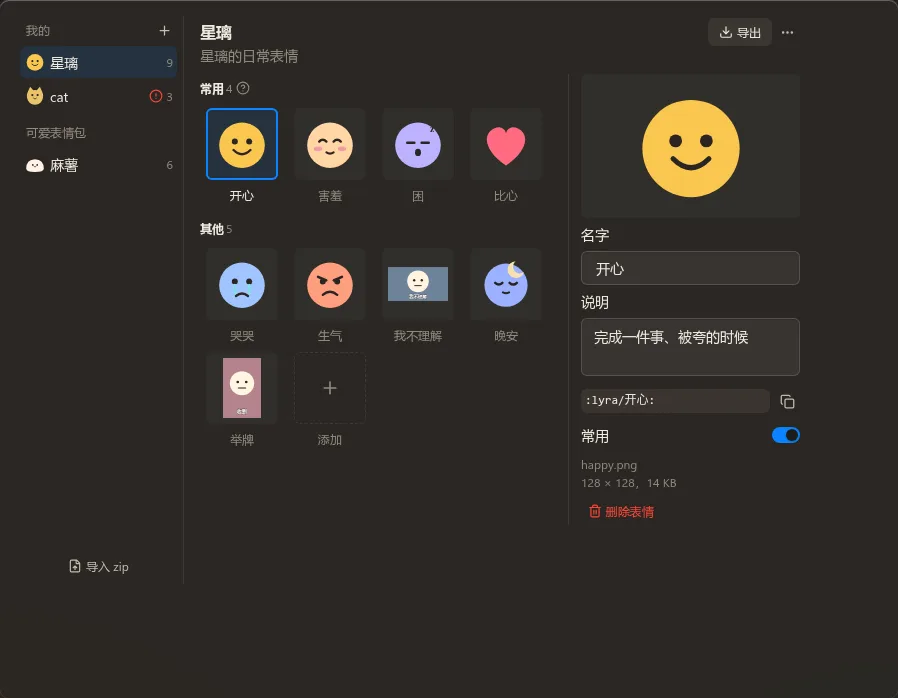 我的
星璃 9
cat 3
可爱表情包
麻薯 6
导入 zip
星璃
星璃的日常表情
导出
常用 4
开心
害羞
困
比心
其他 5
哭哭
生气
我不理解
晚安
举牌
添加
名字
开心
说明
完成一件事、被夸的时候
:lyra/开心:
常用
happy.png
128 × 128, 14 KB
删除表情